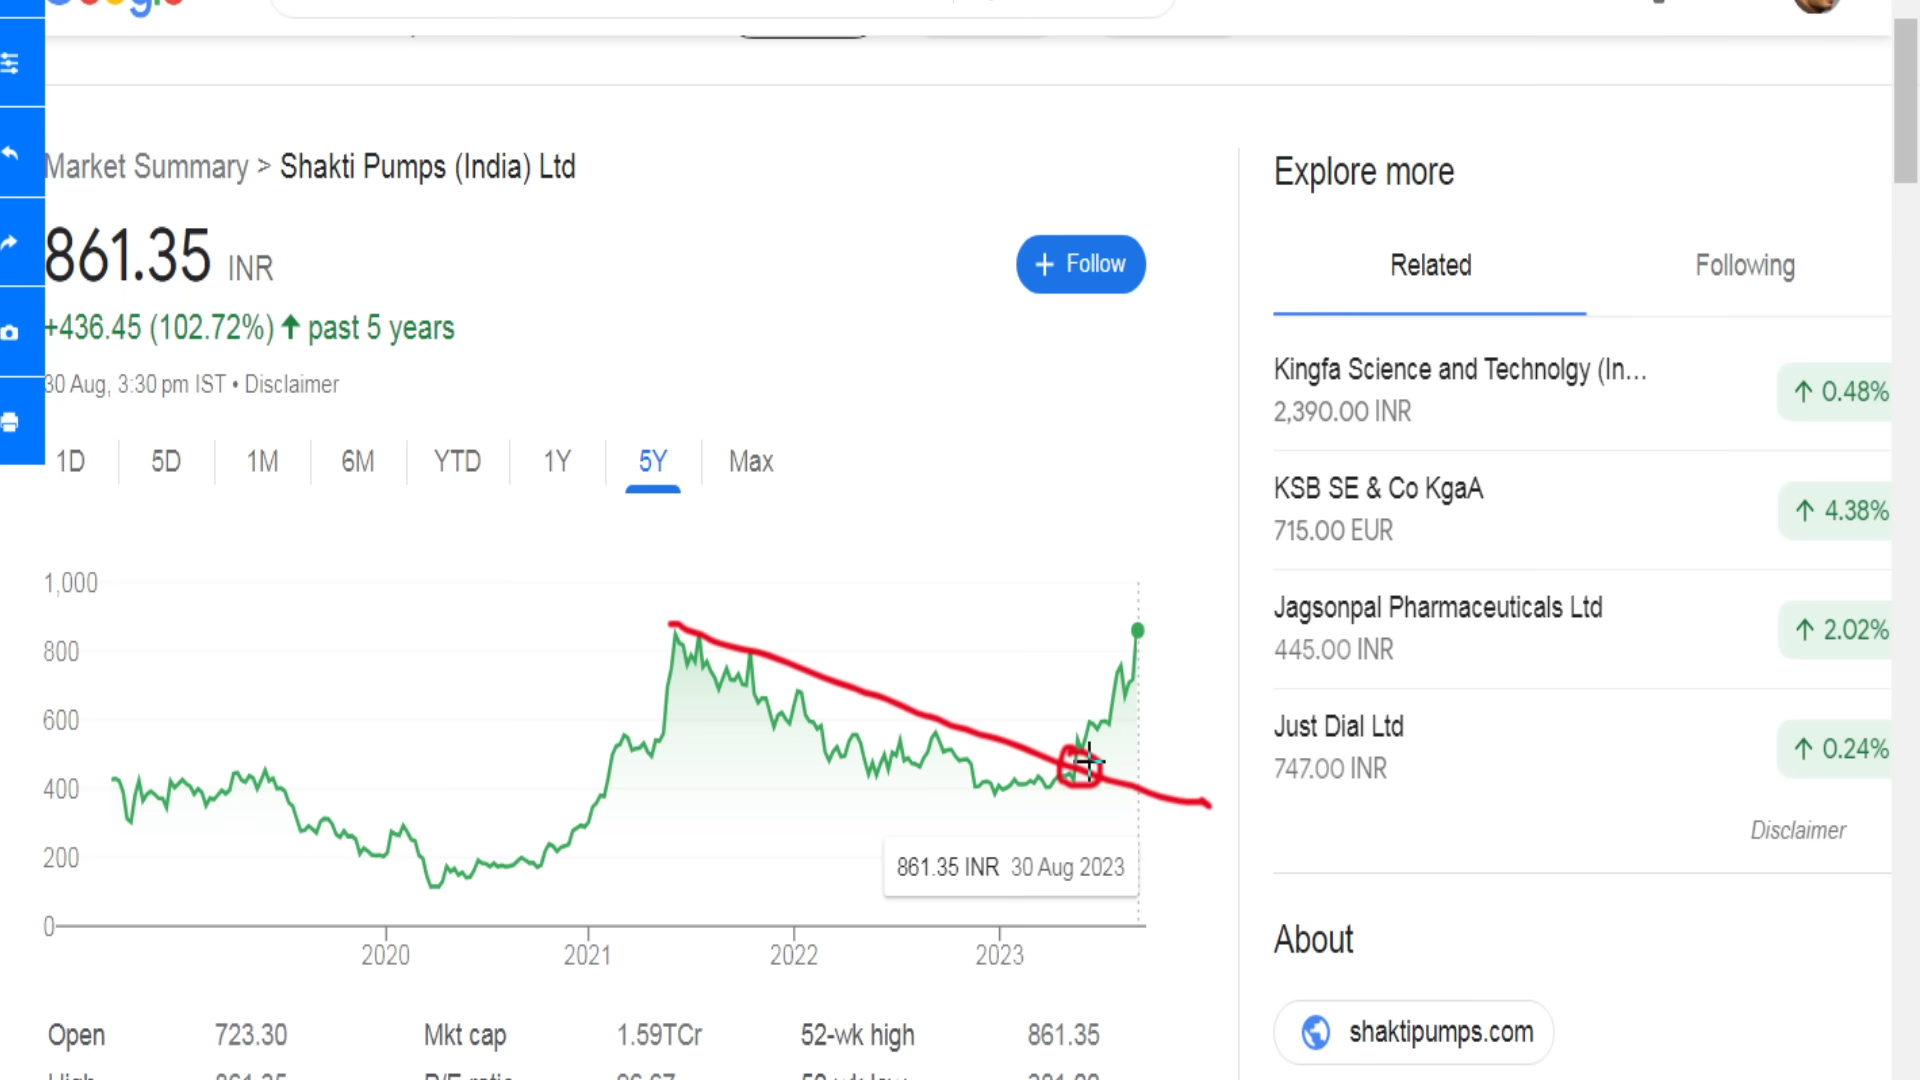 Market Summary > Shakti Pumps (India) Ltd
861.35 INR
+ Follow
+436.45 (102.72%) ↑ past 5 years
30 Aug, 3:30 pm IST • Disclaimer
1D 5D 1M 6M YTD 1Y 5Y Max
1,000
800
600
400
200
0
861.35 INR 30 Aug 2023
2020 2021 2022 2023
Open 723.30 Mkt cap 1.59TCr 52-wk high 861.35
Explore more
Related Following
Kingfa Science and Technolgy (In...
2,390.00 INR
↑ 0.48%
KSB SE & Co KgaA
715.00 EUR
↑ 4.38%
Jagsonpal Pharmaceuticals Ltd
445.00 INR
↑ 2.02%
Just Dial Ltd
747.00 INR
↑ 0.24%
Disclaimer
About
shaktipumps.com